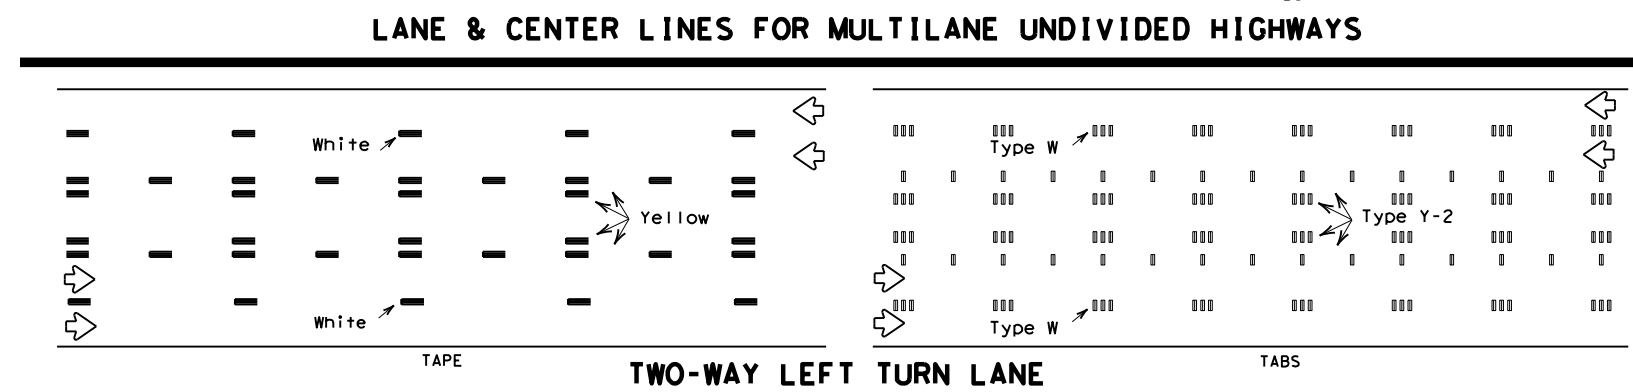 LANE & CENTER LINES FOR MULTILANE UNDIVIDED HIGHWAYS
White
Yellow
White
TAPE
Type W
Type Y-2
Type W
TABS
TWO-WAY LEFT TURN LANE